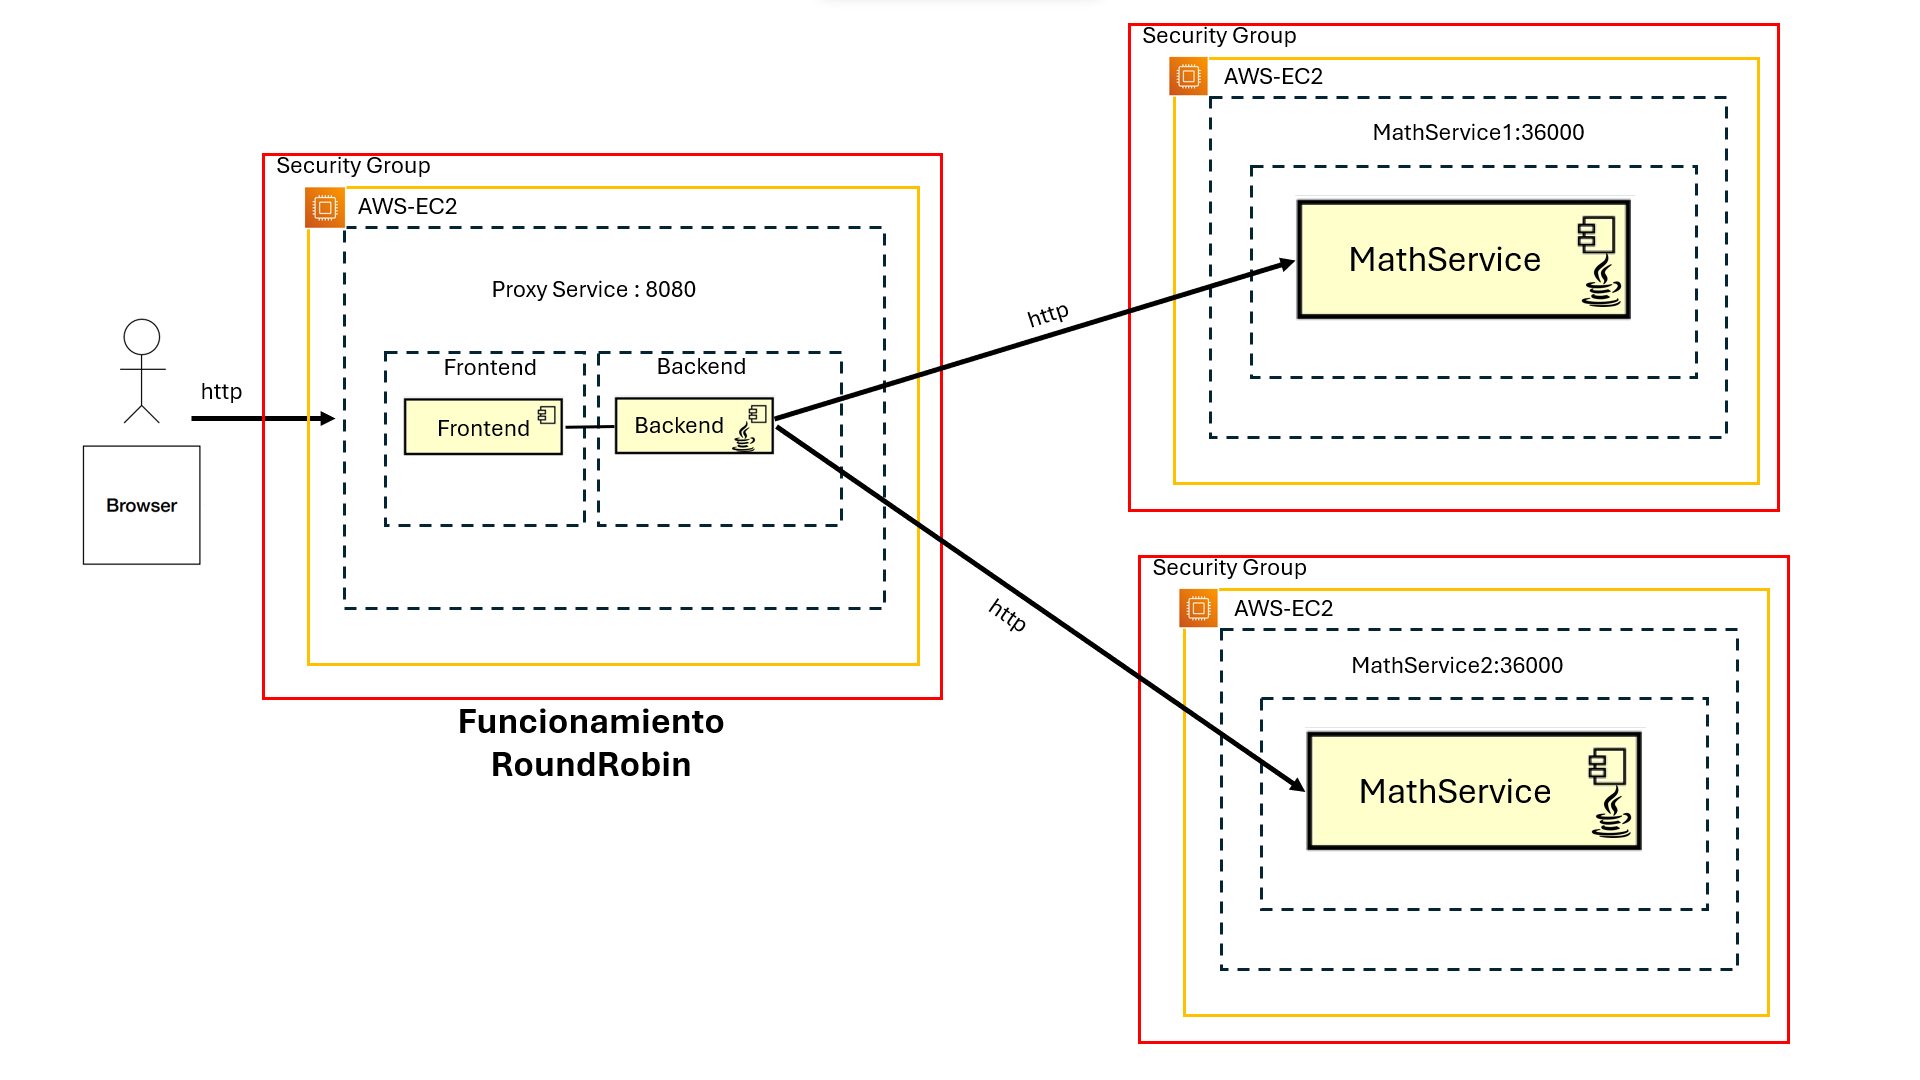 http
Browser
Security Group
AWS-EC2
Proxy Service : 8080
Frontend
Frontend
Backend
Backend
Funcionamiento
RoundRobin
http
http
Security Group
AWS-EC2
MathService1:36000
MathService
Security Group
AWS-EC2
MathService2:36000
MathService